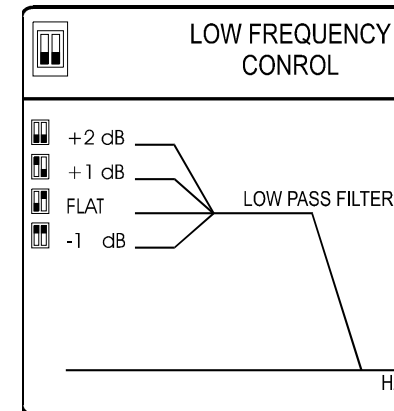 LOW FREQUENCY
CONROL
+2 dB
+1 dB
FLAT
-1 dB
LOW PASS FILTER